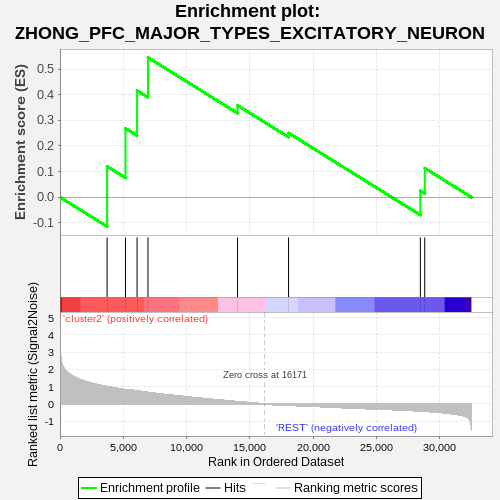 Enrichment plot:
ZHONG_PFC_MAJOR_TYPES_EXCITATORY_NEURON
Enrichment score (ES)
0.5
0.4
0.3
0.2
0.1
0.0
-0.1
'cluster2' (positively correlated)
Ranked list metric (Signal2Noise)
5
4
3
2
1
0
-1
Zero cross at 16171
'REST' (negatively correlated)
0 5,000 10,000 15,000 20,000 25,000 30,000
Rank in Ordered Dataset
Enrichment profile Hits Ranking metric scores